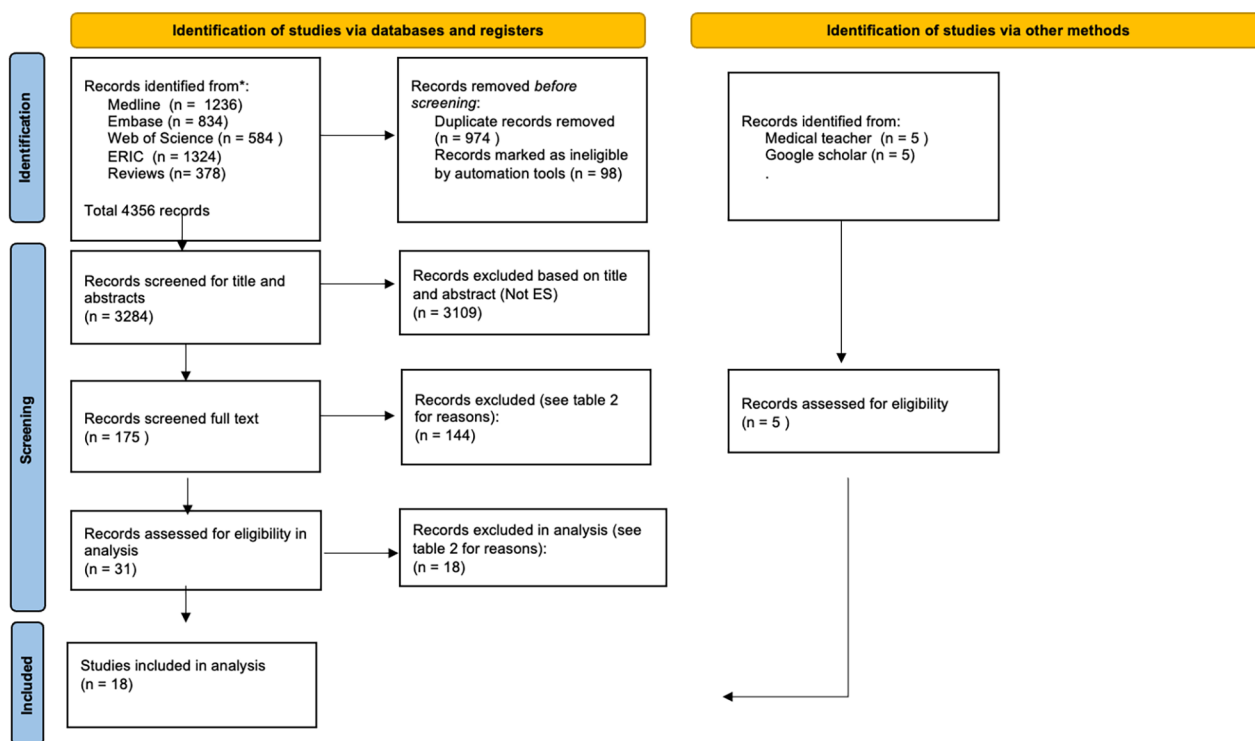 Identification of studies via databases and registers
Identification of studies via other methods
Identification
Records identified from*:
Medline (n = 1236)
Embase (n = 834)
Web of Science (n = 584 )
ERIC (n = 1324)
Reviews (n= 378)
Total 4356 records
Records removed before
screening:
Duplicate records removed
(n = 974 )
Records marked as ineligible
by automation tools (n = 98)
Records identified from:
Medical teacher (n = 5 )
Google scholar (n = 5)
.
Screening
Records screened for title and
abstracts
(n = 3284)
Records excluded based on title
and abstract (Not ES)
(n = 3109)
Records screened full text
(n = 175 )
Records excluded (see table 2
for reasons):
(n = 144)
Records assessed for eligibility
(n = 5 )
Records assessed for eligibility in
analysis
(n = 31)
Records excluded in analysis (see
table 2 for reasons):
(n = 18)
Included
Studies included in analysis
(n = 18)